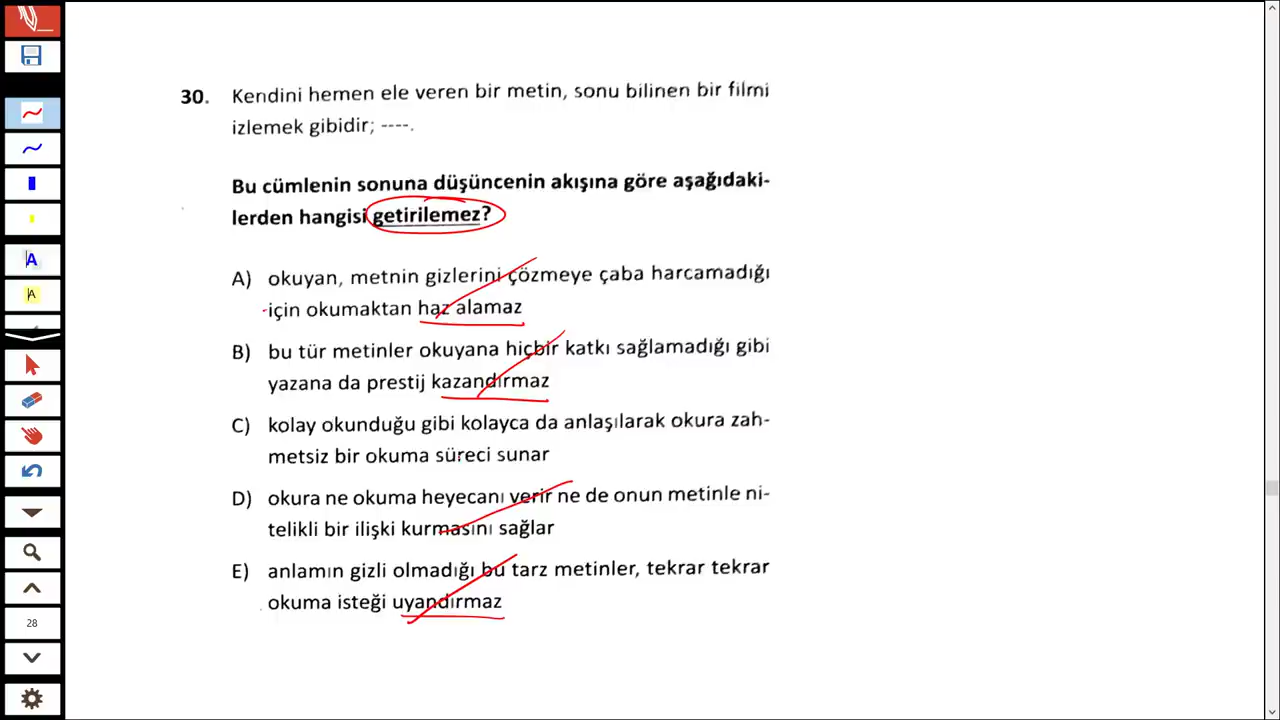 30. Kendini hemen ele veren bir metin, sonu bilinen bir filmi
izlemek gibidir; ----.
Bu cümlenin sonuna düşüncenin akışına göre aşağıdaki-
lerden hangisi getirilemez?
A) okuyan, metnin gizlerini çözmeye çaba harcamadığı
için okumaktan haz alamaz
B) bu tür metinler okuyana hiçbir katkı sağlamadığı gibi
yazana da prestij kazandırmaz
C) kolay okunduğu gibi kolayca da anlaşılarak okura zah-
metsiz bir okuma süreci sunar
D) okura ne okuma heyecanı verir ne de onun metinle ni-
telikli bir ilişki kurmasını sağlar
E) anlamın gizli olmadığı bu tarz metinler, tekrar tekrar
okuma isteği uyandırmaz
A
A
28